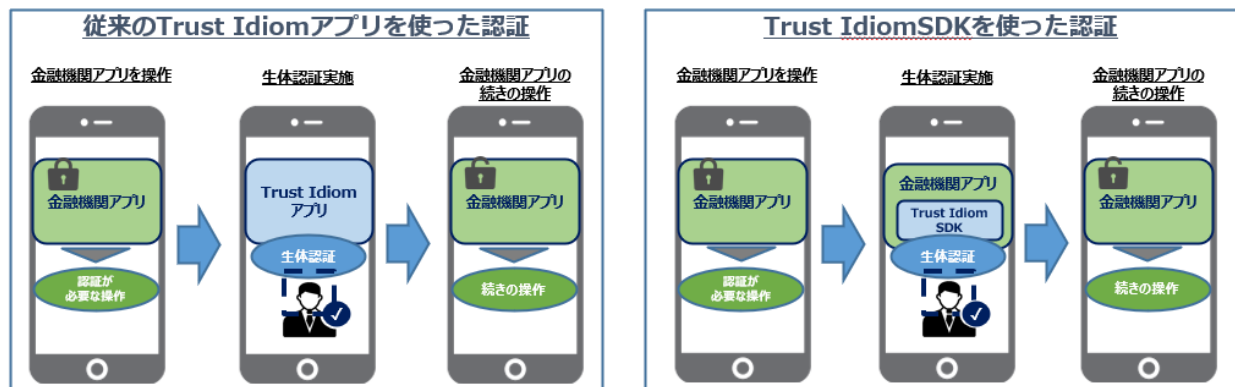 従来のTrust Idiomアプリを使った認証
金融機関アプリを操作
生体認証実施
金融機関アプリの
続きの操作
金融機関アプリ
認証が
必要な操作
Trust Idiom
アプリ
生体認証
金融機関アプリ
続きの操作
Trust IdiomSDKを使った認証
金融機関アプリを操作
生体認証実施
金融機関アプリの
続きの操作
金融機関アプリ
認証が
必要な操作
金融機関アプリ
Trust Idiom
SDK
生体認証
金融機関アプリ
続きの操作